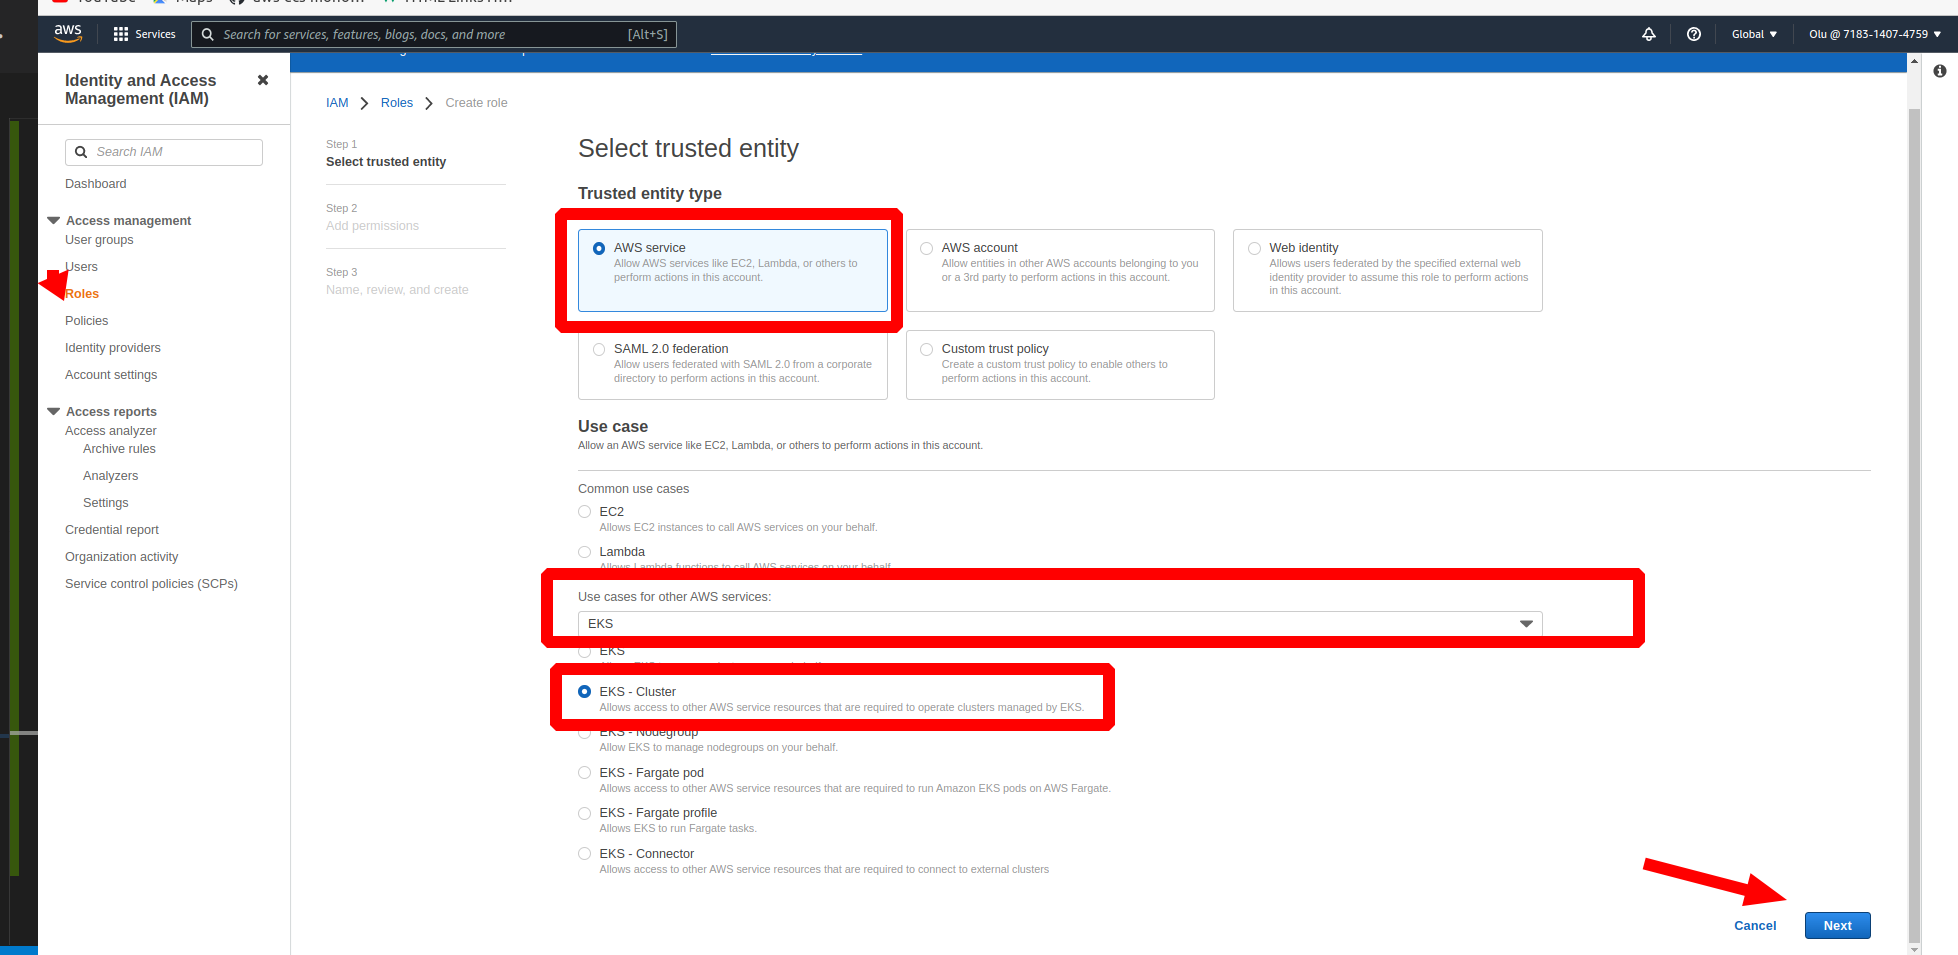 aws
Services
Search for services, features, blogs, docs, and more
[Alt+S]
Global
Olu @ 7183-1407-4759
Identity and Access
Management (IAM)
Search IAM
Dashboard
Access management
User groups
Users
Roles
Policies
Identity providers
Account settings
Access reports
Access analyzer
Archive rules
Analyzers
Settings
Credential report
Organization activity
Service control policies (SCPs)
IAM
Roles
Create role
Step 1
Select trusted entity
Step 2
Add permissions
Step 3
Name, review, and create
Select trusted entity
Trusted entity type
AWS service
Allow AWS services like EC2, Lambda, or others to
perform actions in this account.
AWS account
Allow entities in other AWS accounts belonging to you
or a 3rd party to perform actions in this account.
Web identity
Allows users federated by the specified external web
identity provider to assume this role to perform actions
in this account.
SAML 2.0 federation
Allow users federated with SAML 2.0 from a corporate
directory to perform actions in this account.
Custom trust policy
Create a custom trust policy to enable others to
perform actions in this account.
Use case
Allow an AWS service like EC2, Lambda, or others to perform actions in this account.
Common use cases
EC2
Allows EC2 instances to call AWS services on your behalf.
Lambda
Allows Lambda functions to call AWS services on your behalf.
Use cases for other AWS services:
EKS
EKS
EKS - Cluster
Allows access to other AWS service resources that are required to operate clusters managed by EKS.
EKS - Nodegroup
Allow EKS to manage nodegroups on your behalf.
EKS - Fargate pod
Allows access to other AWS service resources that are required to run Amazon EKS pods on AWS Fargate.
EKS - Fargate profile
Allows EKS to run Fargate tasks.
EKS - Connector
Allows access to other AWS service resources that are required to connect to external clusters
Cancel
Next